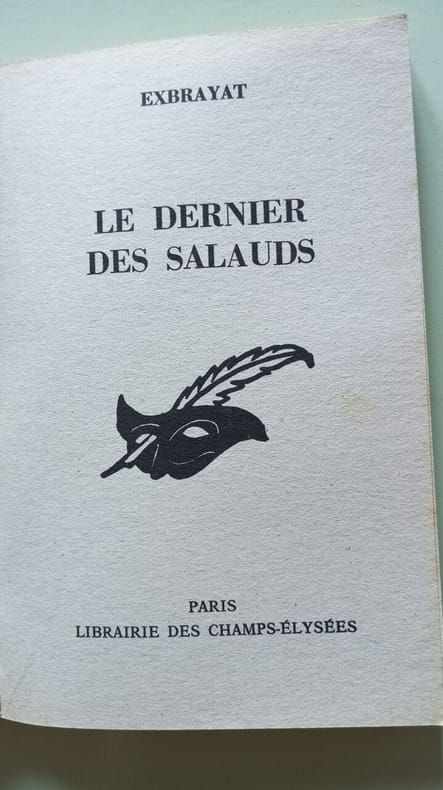 EXBRAYAT
LE DERNIER
DES SALAUDS
PARIS
LIBRAIRIE DES CHAMPS-ÉLYSÉES